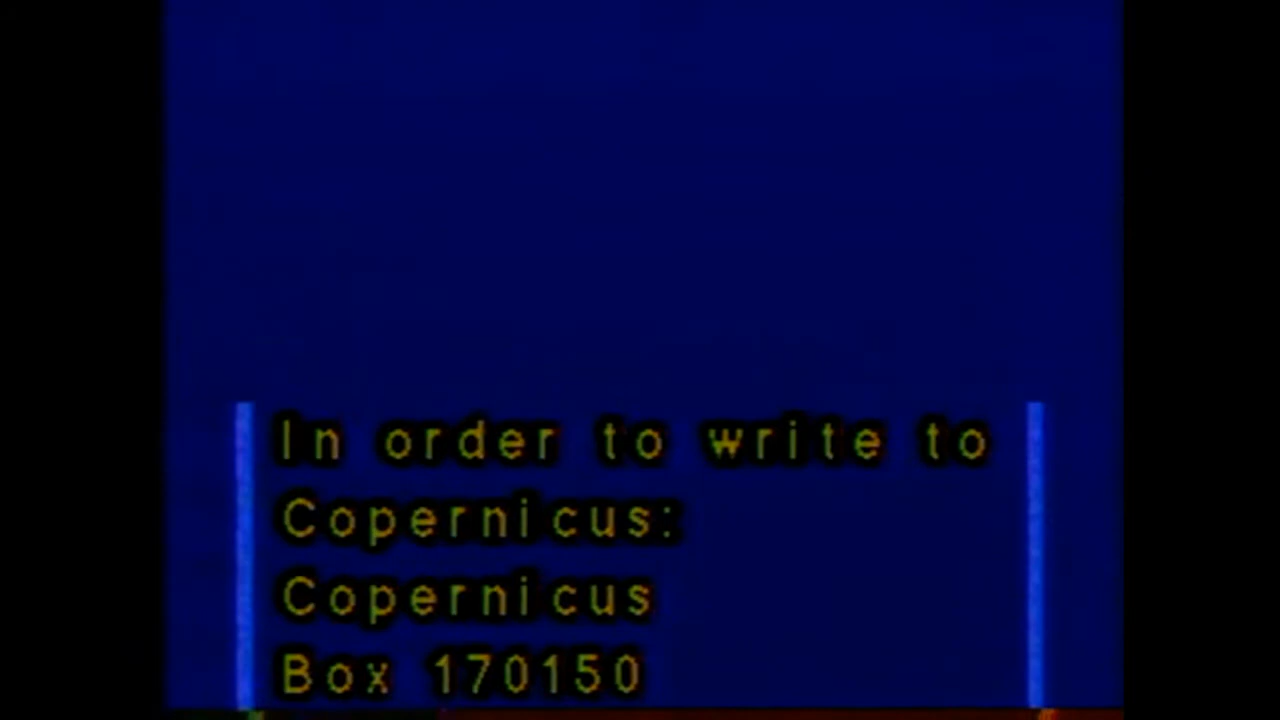 In order to write to
Copernicus:
Copernicus
Box 170150